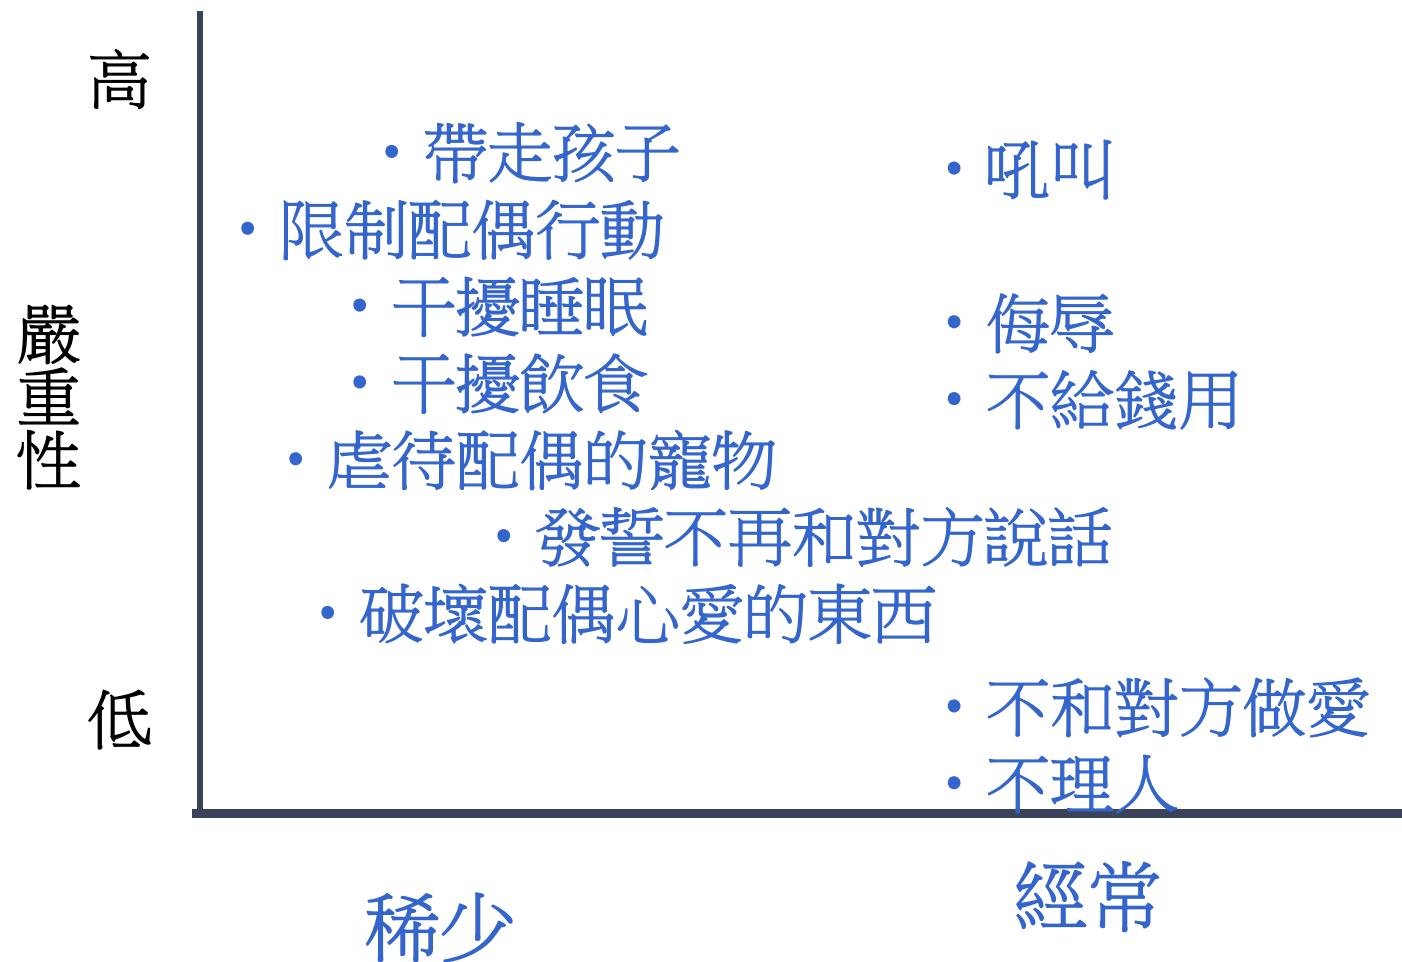 高
• 帶走孩子
• 吼叫
• 限制配偶行動
嚴重性
• 干擾睡眠
• 侮辱
• 干擾飲食
• 不給錢用
• 虐待配偶的寵物
• 發誓不再和對方說話
• 破壞配偶心愛的東西
低
• 不和對方做愛
• 不理人
稀少
經常